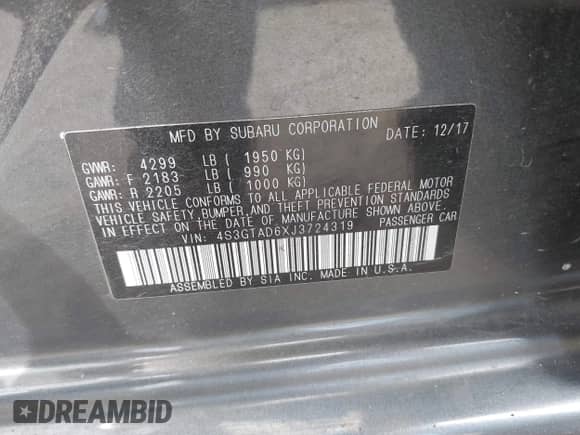 MFD BY SUBARU CORPORATION DATE: 12/17
GVWR: 4299 LB ( 1950 KG)
GAWR: F 2183 LB ( 990 KG)
GAWR: R 2205 LB ( 1000 KG)
THIS VEHICLE CONFORMS TO ALL APPLICABLE FEDERAL MOTOR
VEHICLE SAFETY, BUMPER, AND THEFT PREVENTION STANDARDS
IN EFFECT ON THE DATE OF MANUFACTURE SHOWN ABOVE.
VIN: 4S3GTAD6XJ3724319 PASSENGER CAR
ASSEMBLED BY SIA INC. MADE IN U.S.A.
DREAMBID